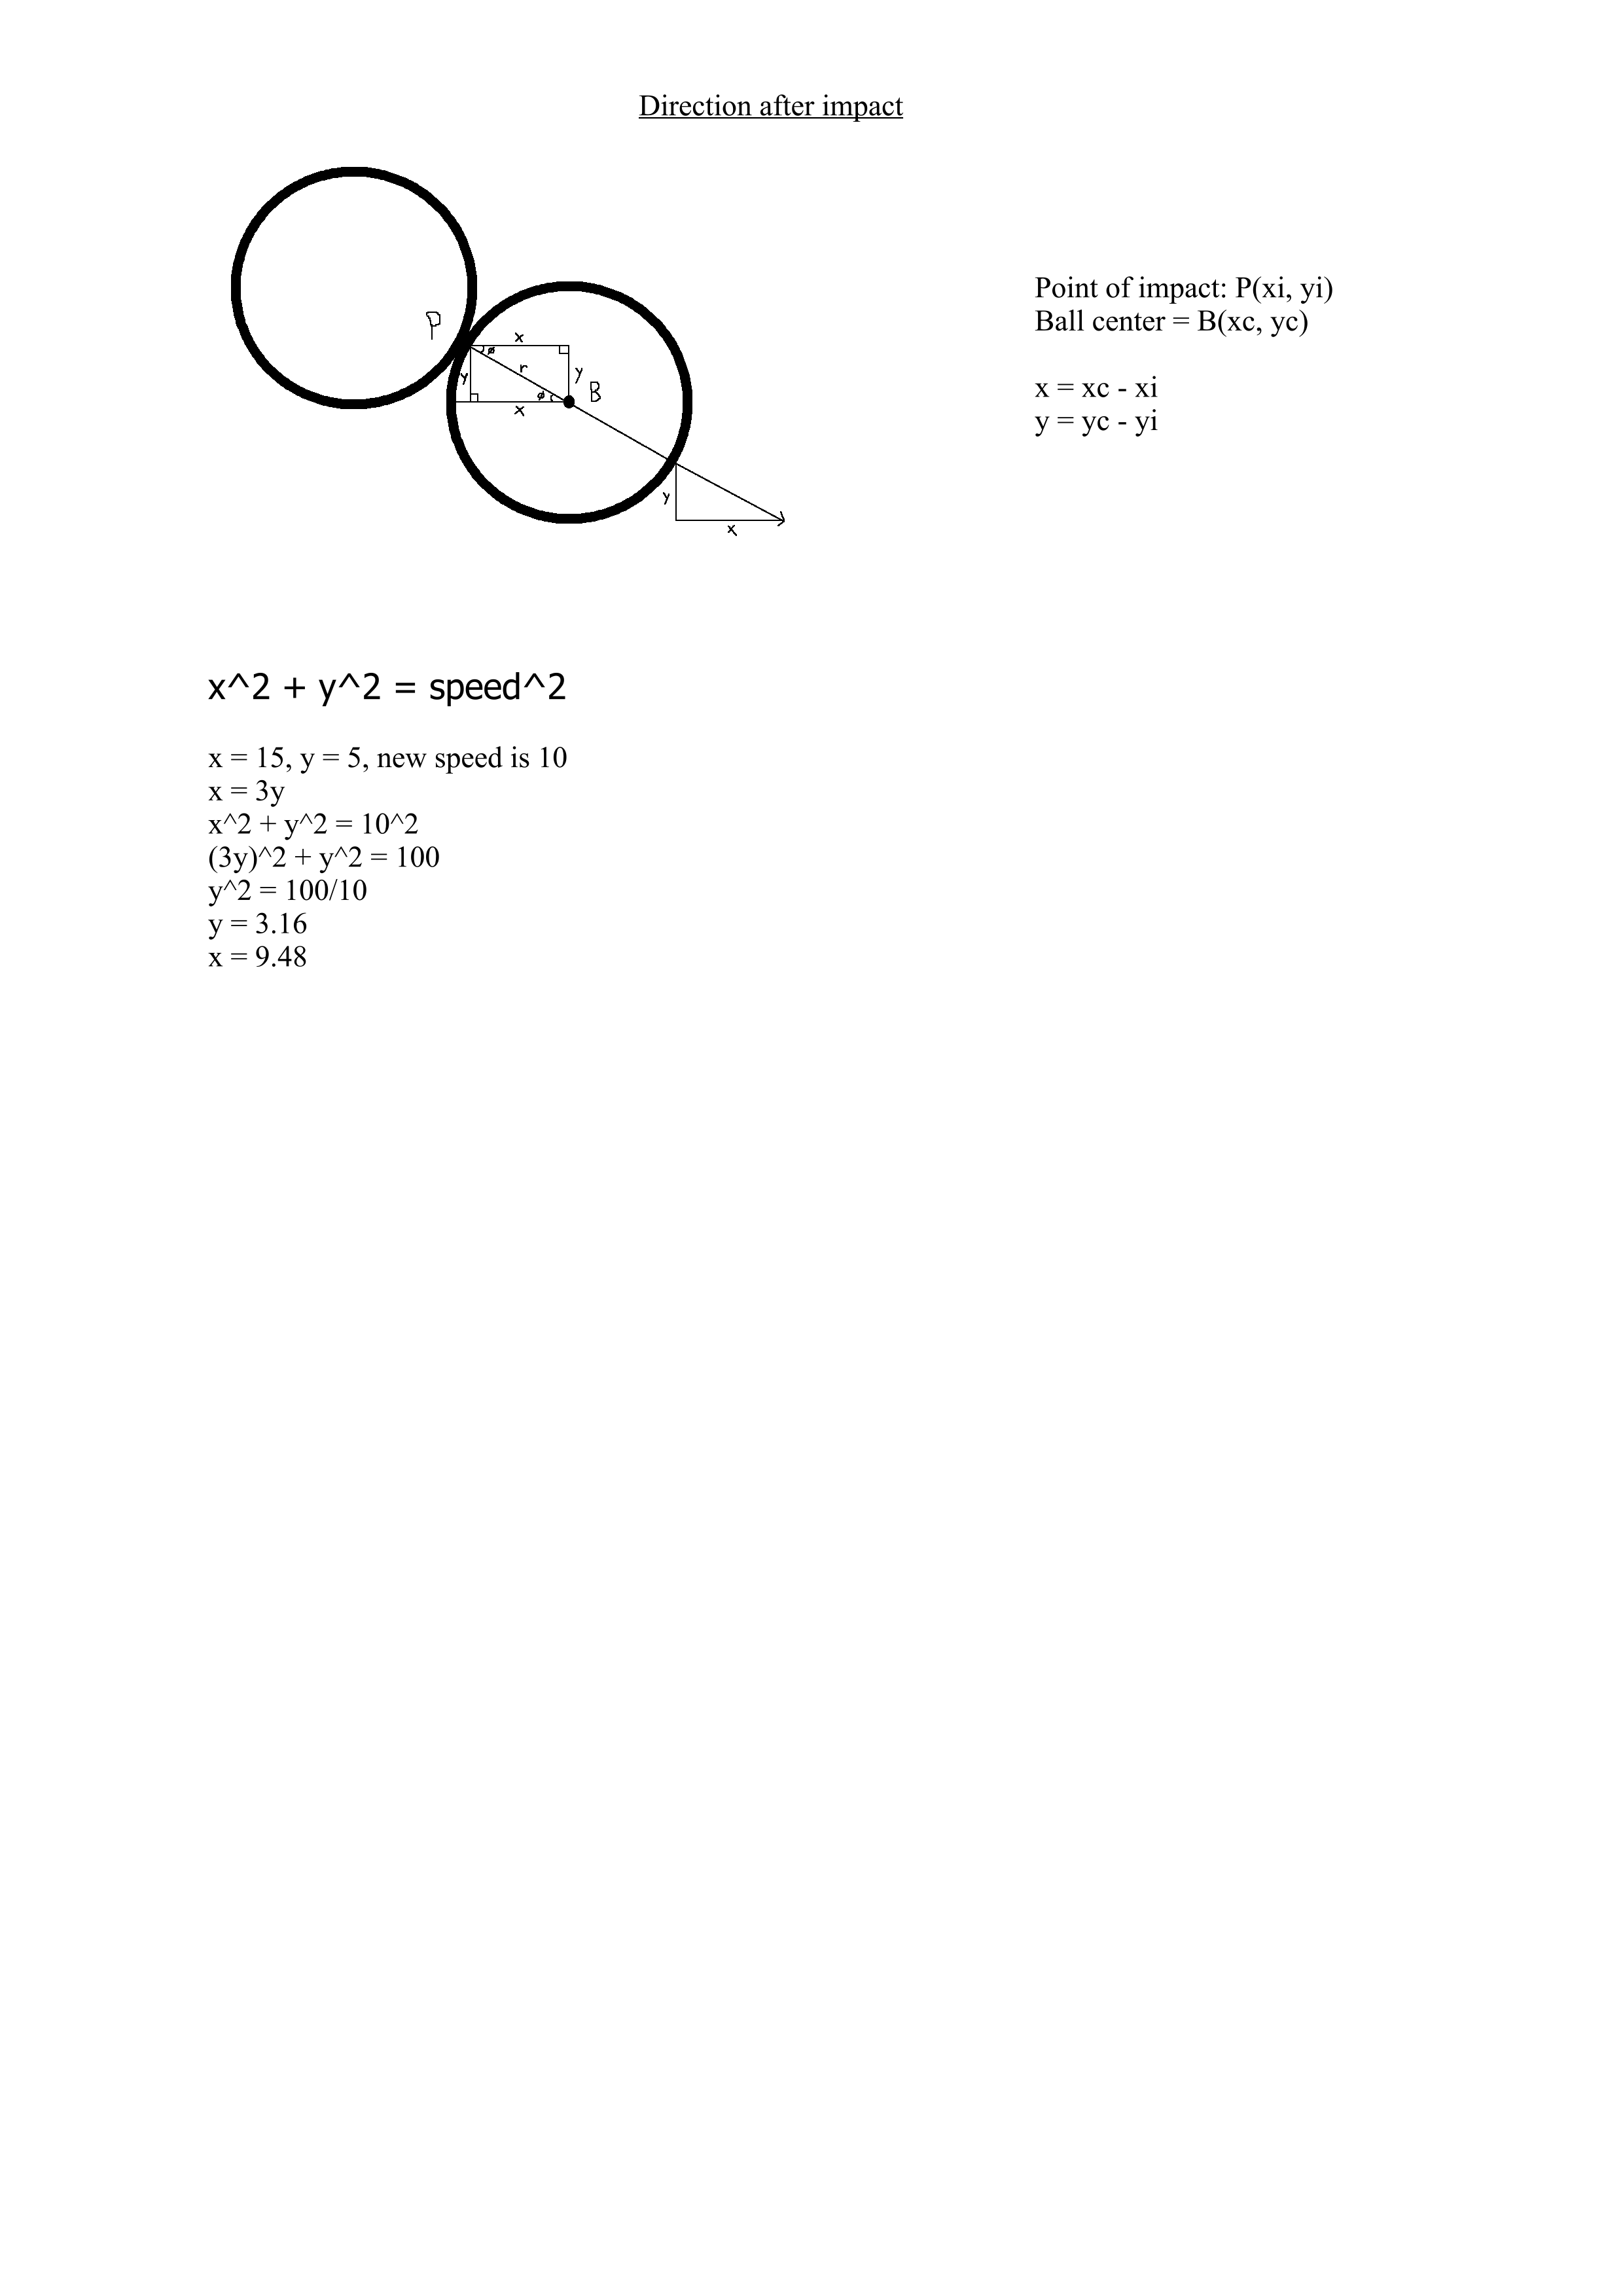 Direction after impact
P
x
ø
r
y
y
B
ø
x
y
x
Point of impact: P(xi, yi)
Ball center = B(xc, yc)
x = xc - xi
y = yc - yi
x^2 + y^2 = speed^2
x = 15, y = 5, new speed is 10
x = 3y
x^2 + y^2 = 10^2
(3y)^2 + y^2 = 100
y^2 = 100/10
y = 3.16
x = 9.48